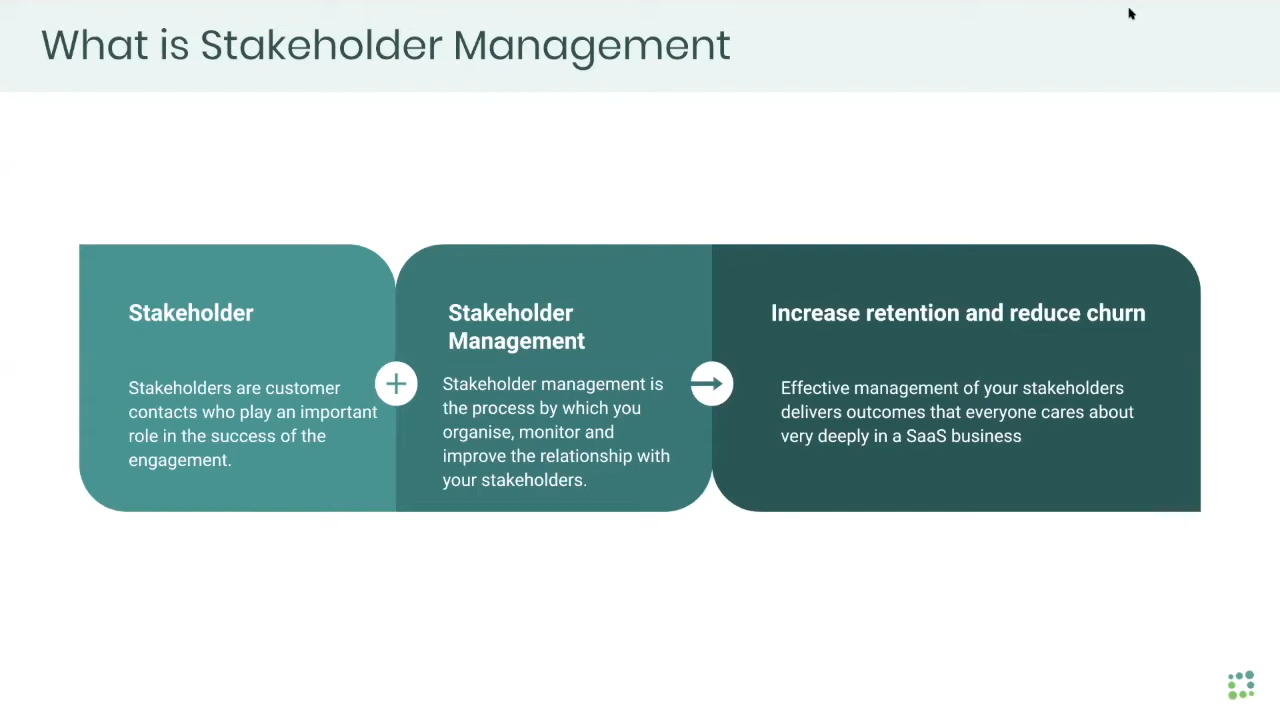 What is Stakeholder Management
Stakeholder
Stakeholders are customer
contacts who play an important
role in the success of the
engagement.
Stakeholder
Management
Stakeholder management is
the process by which you
organise, monitor and
improve the relationship with
your stakeholders.
Increase retention and reduce churn
Effective management of your stakeholders
delivers outcomes that everyone cares about
very deeply in a SaaS business